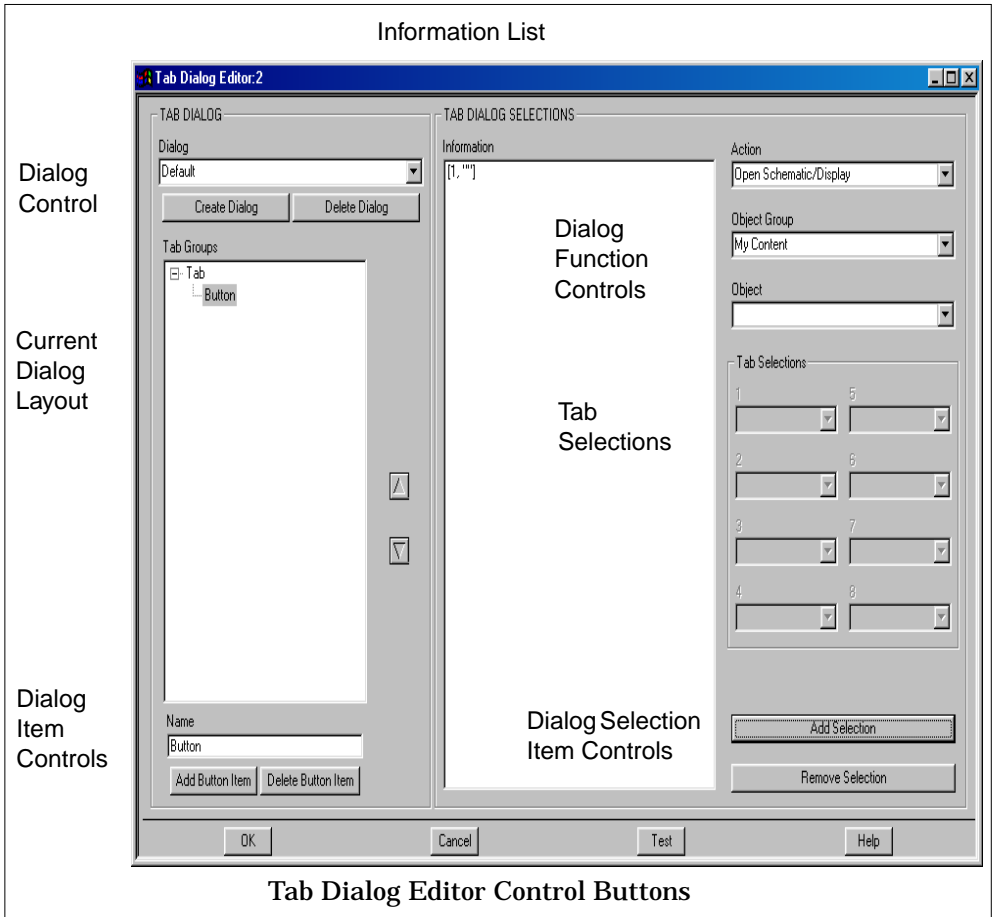 Information List
Tab Dialog Editor:2
TAB DIALOG
Dialog
Default
Create Dialog
Delete Dialog
Tab Groups
Tab
Button
Name
Button
Add Button Item
Delete Button Item
TAB DIALOG SELECTIONS
Information
[1, ""]
Action
Open Schematic/Display
Object Group
My Content
Object
Tab Selections
1
5
2
6
3
7
4
8
Add Selection
Remove Selection
OK
Cancel
Test
Help
Dialog
Control
Current
Dialog
Layout
Dialog
Item
Controls
Dialog
Function
Controls
Tab
Selections
Dialog Selection
Item Controls
Tab Dialog Editor Control Buttons